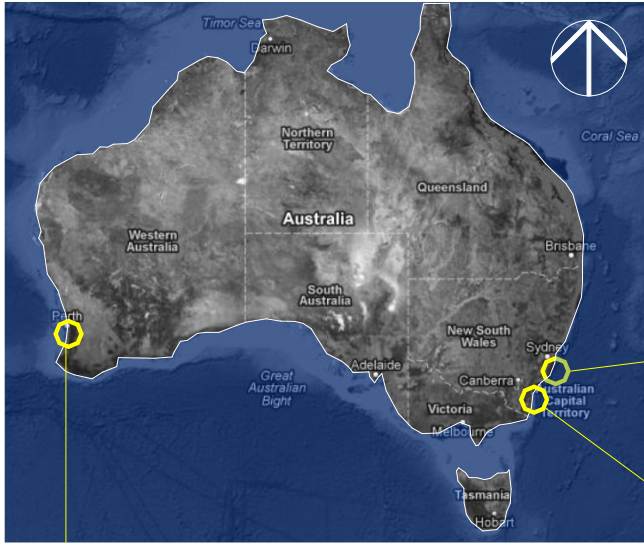 Timor Sea
Darwin
Coral Sea
Northern
Territory
Queensland
Australia
Western
Australia
Brisbane
South
Australia
Perth
New South
Wales
Sydney
Adelaide
Great
Australian
Bight
Canberra
Australian
Capital
Territory
Victoria
Melbourne
Tasmania
Hobart